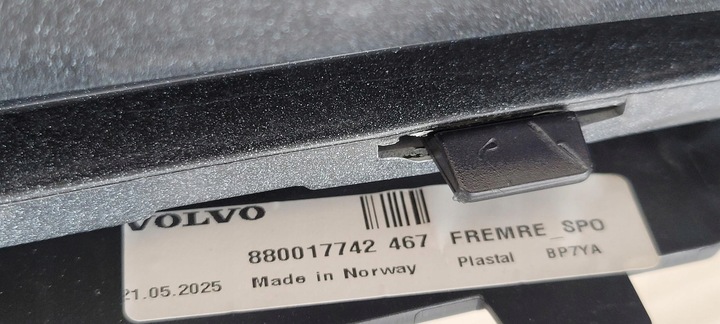 VOLVO
880017742 467 FREMRE_SPO
Made in Norway Plastal BP7YA
21.05.2025